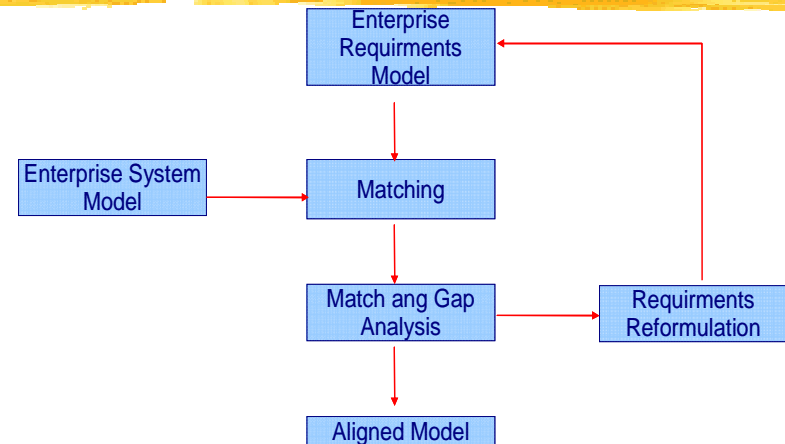 Enterprise
Requirments
Model
Enterprise System
Model
Matching
Match ang Gap
Analysis
Requirments
Reformulation
Aligned Model